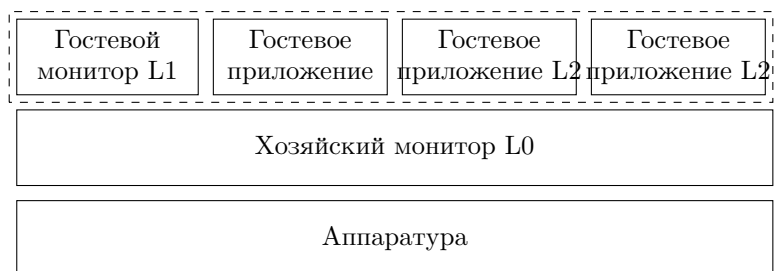 Гостевой
монитор L1
Гостевое
приложение
Гостевое
приложение L2
Гостевое
приложение L2
Хозяйский монитор L0
Аппаратура